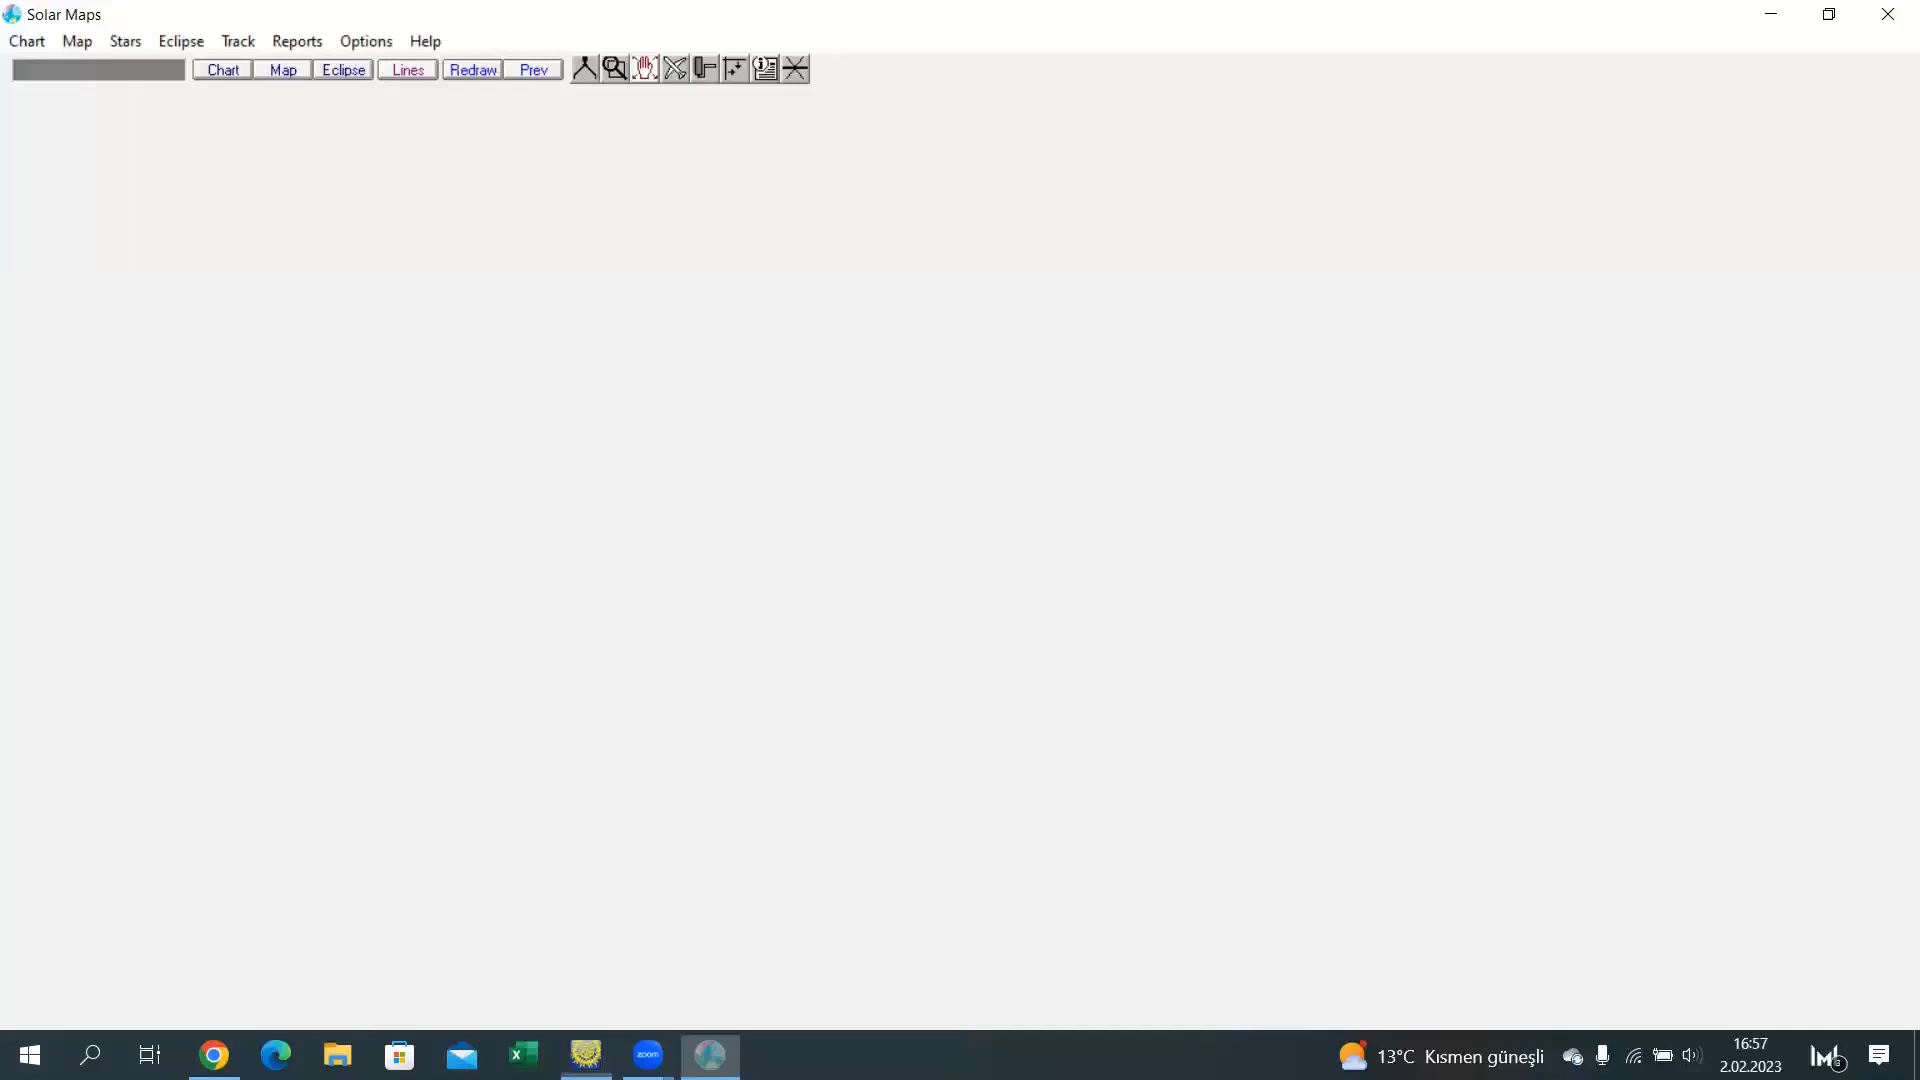 Solar Maps
Chart Map Stars Eclipse Track Reports Options Help
Chart Map Eclipse Lines Redraw Prev
zoom
13°C Kısmen güneşli
16:57
2.02.2023